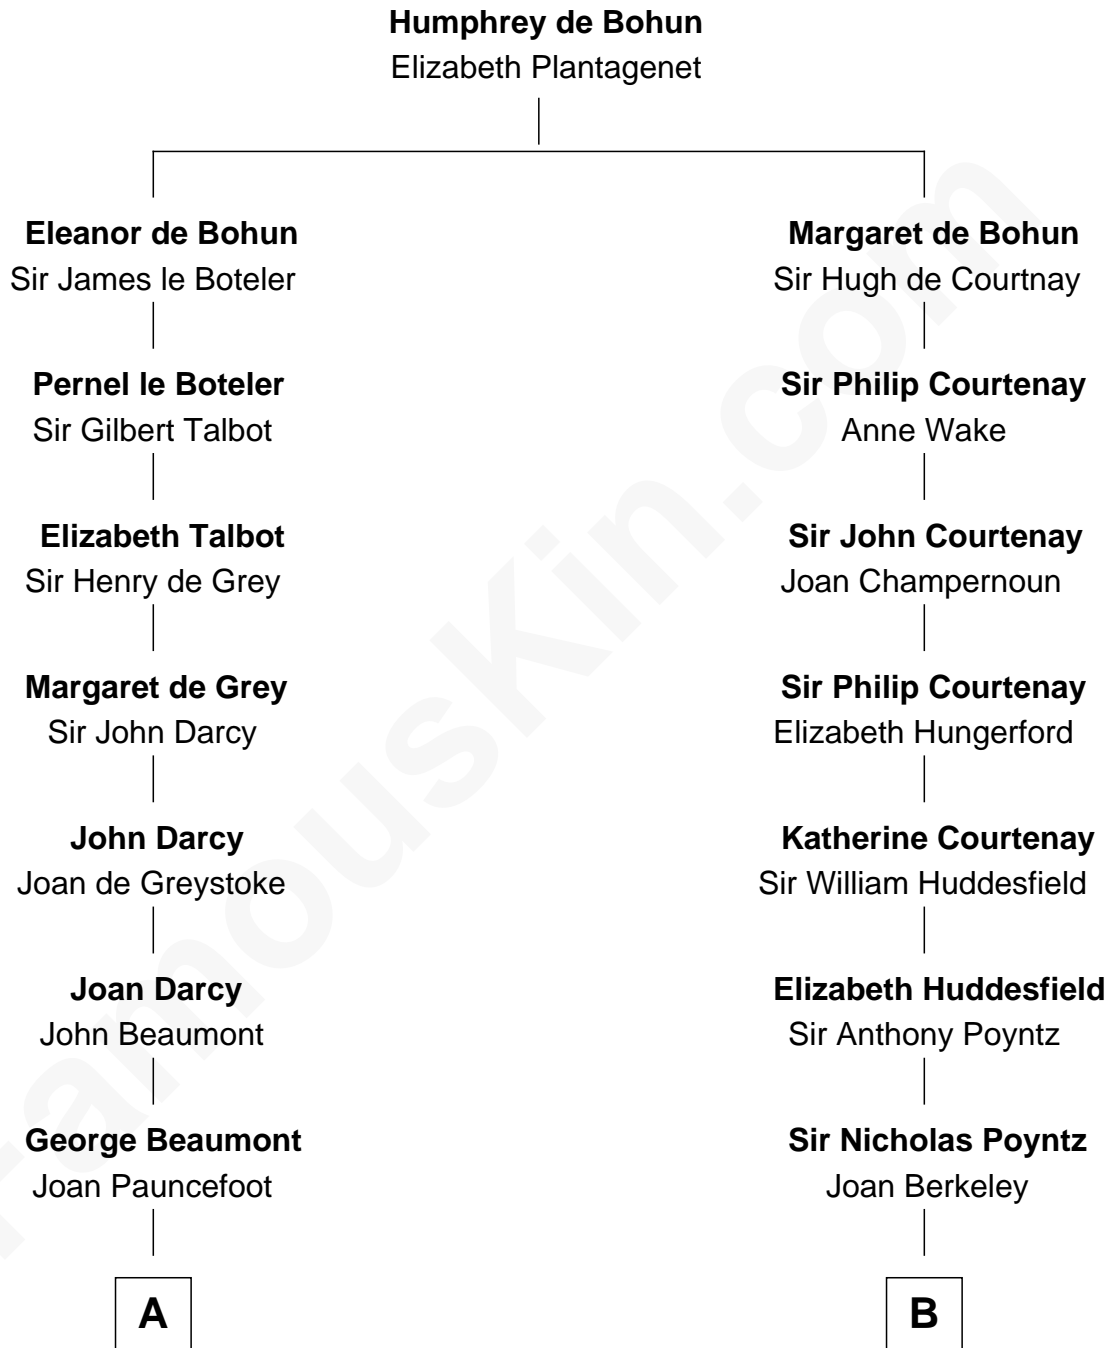 Humphrey de Bohun
Elizabeth Plantagenet
Eleanor de Bohun
Sir James le Boteler
Pernel le Boteler
Sir Gilbert Talbot
Elizabeth Talbot
Sir Henry de Grey
Margaret de Grey
Sir John Darcy
John Darcy
Joan de Greystoke
Joan Darcy
John Beaumont
George Beaumont
Joan Pauncefoot
A
Margaret de Bohun
Sir Hugh de Courtnay
Sir Philip Courtenay
Anne Wake
Sir John Courtenay
Joan Champernoun
Sir Philip Courtenay
Elizabeth Hungerford
Katherine Courtenay
Sir William Huddesfield
Elizabeth Huddesfield
Sir Anthony Poyntz
Sir Nicholas Poyntz
Joan Berkeley
B
FamousKin.com